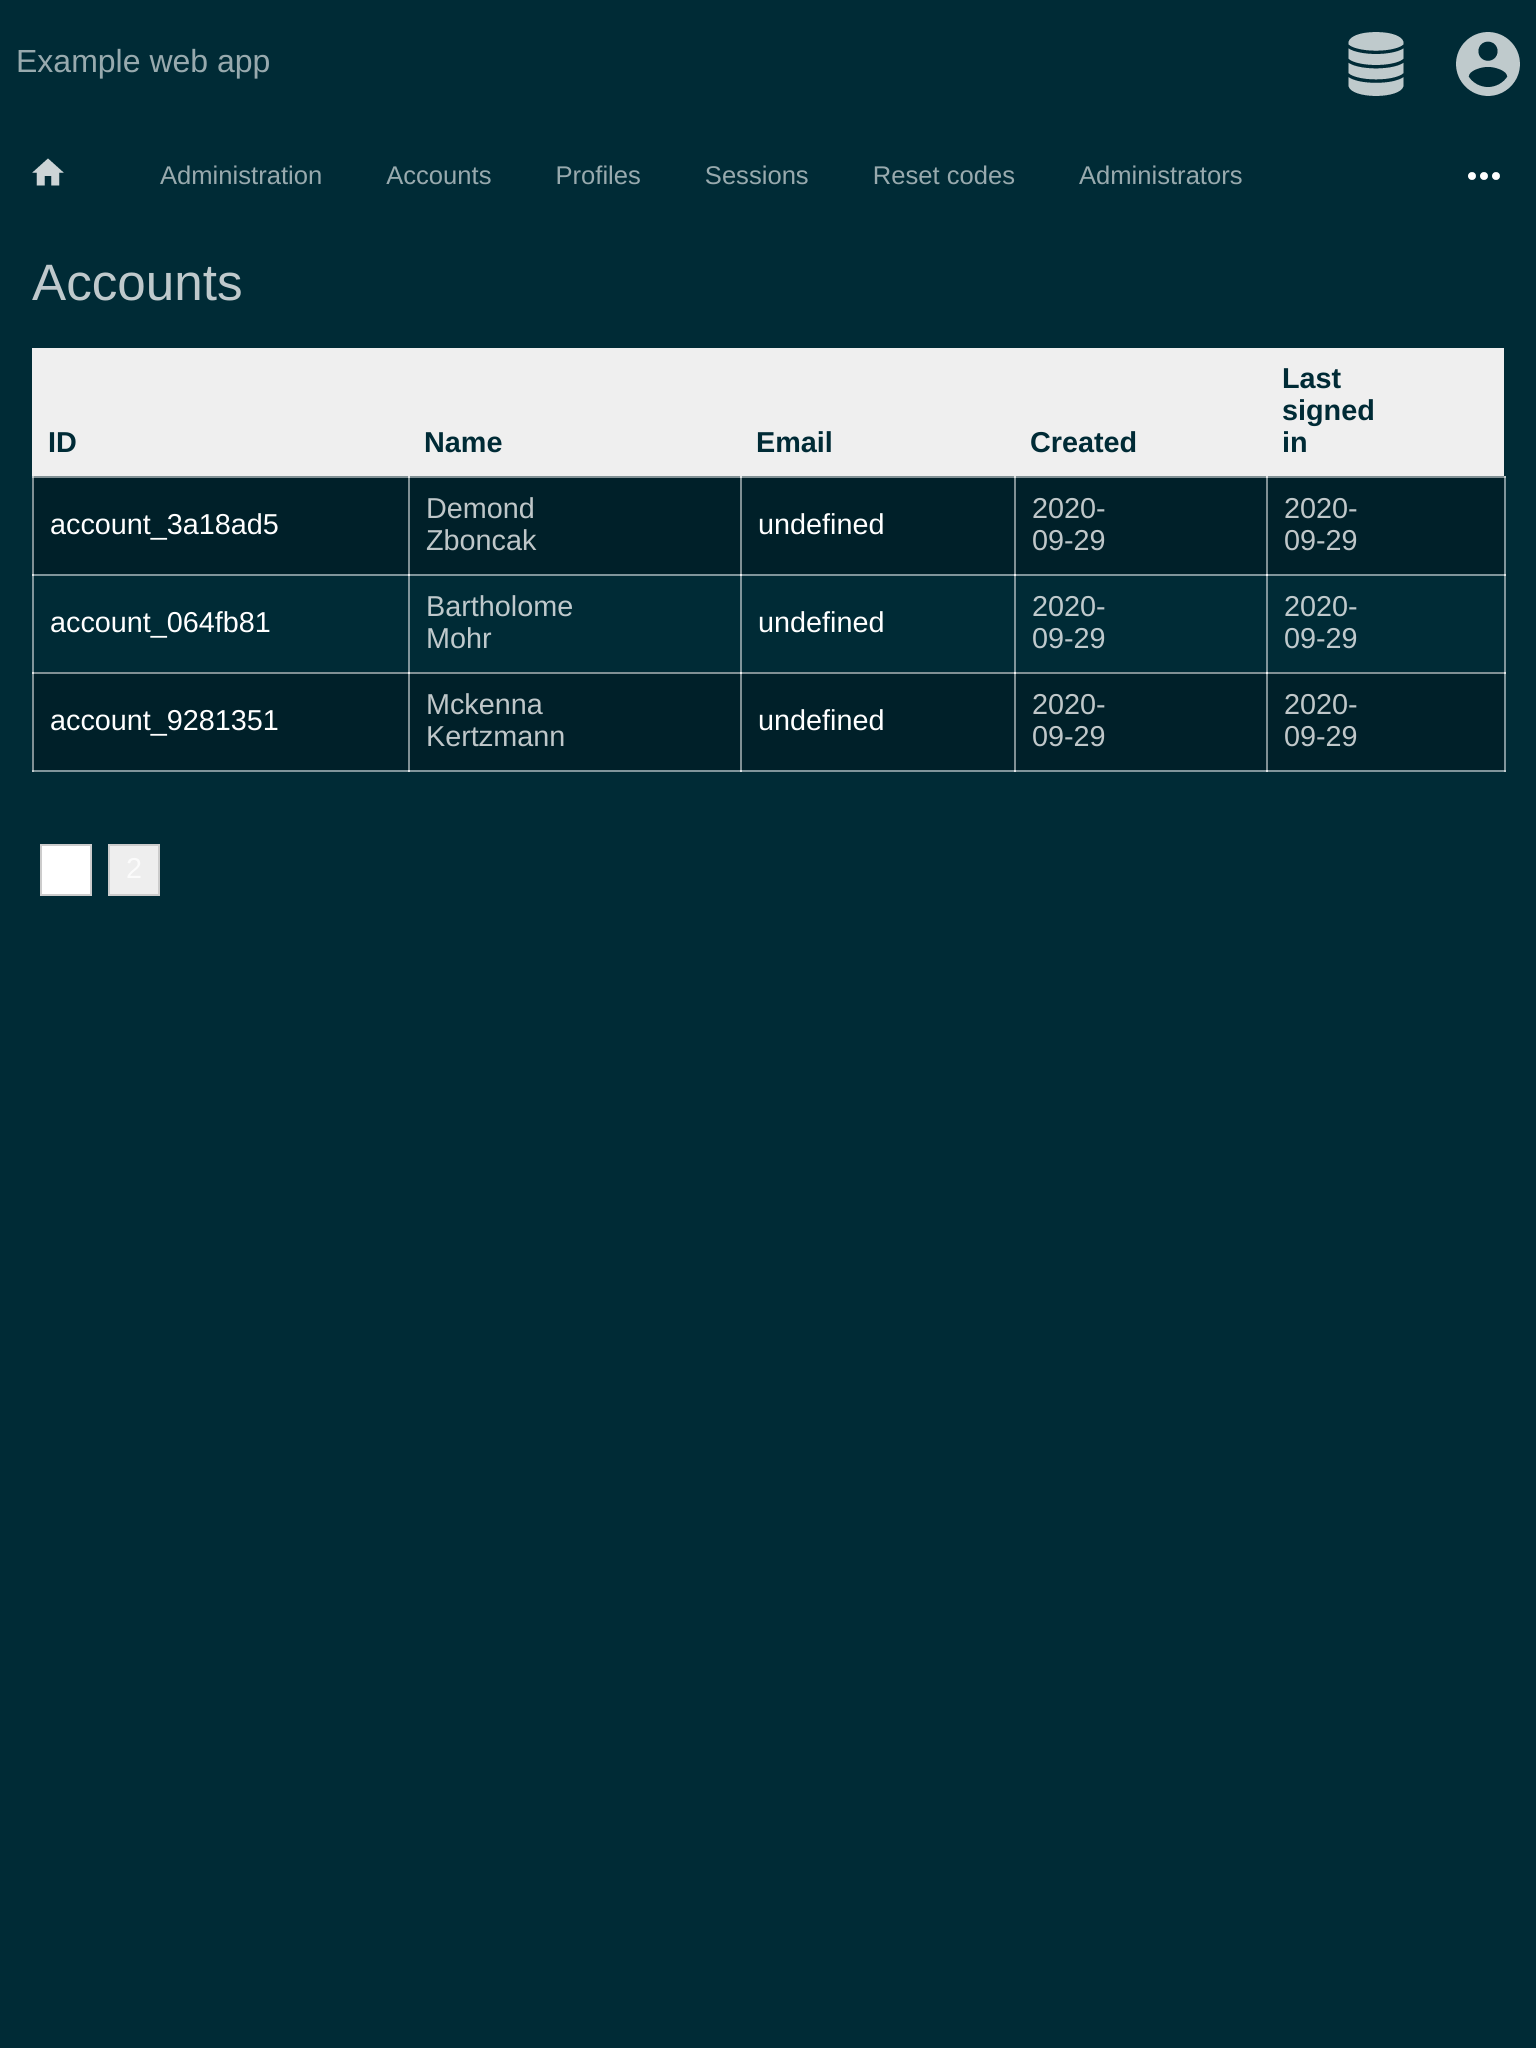 Example web app
Administration Accounts Profiles Sessions Reset codes Administrators
Accounts
ID Name Email Created Last signed in
account_3a18ad5 Demond Zboncak undefined 2020-09-29 2020-09-29
account_064fb81 Bartholome Mohr undefined 2020-09-29 2020-09-29
account_9281351 Mckenna Kertzmann undefined 2020-09-29 2020-09-29
2